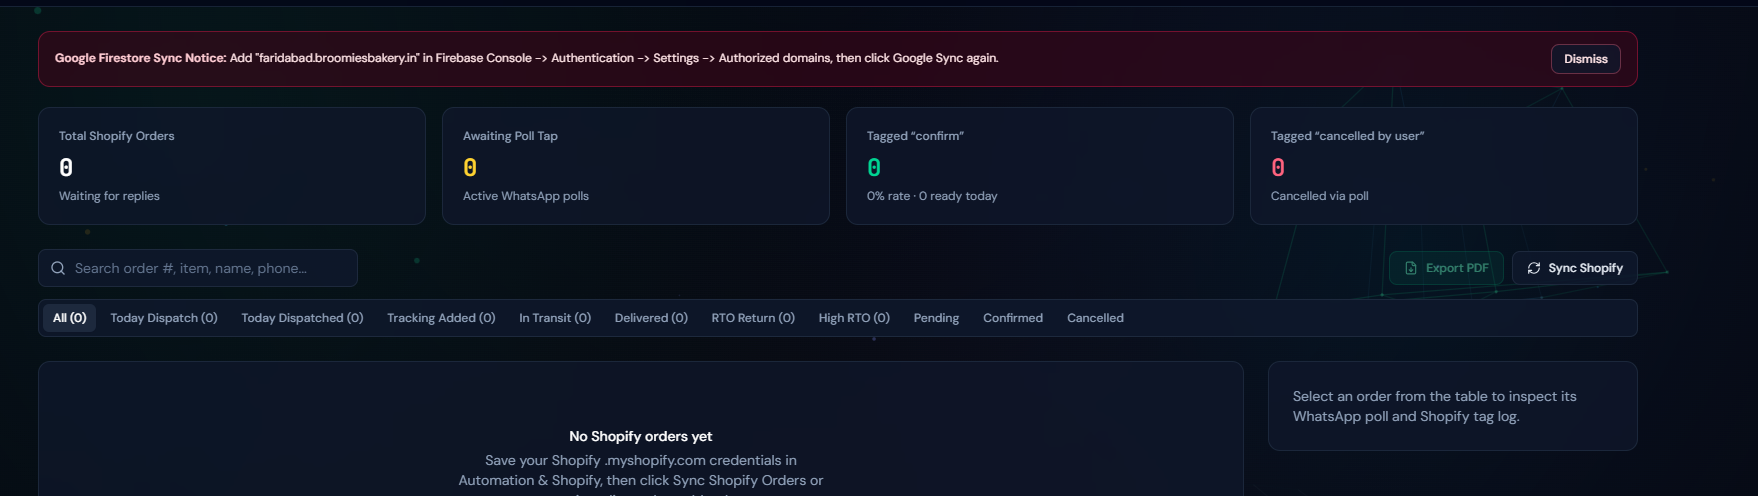 Google Firestore Sync Notice: Add "faridabad.broomiesbakery.in" in Firebase Console -> Authentication -> Settings -> Authorized domains, then click Google Sync again.
Dismiss
Total Shopify Orders
0
Waiting for replies
Awaiting Poll Tap
0
Active WhatsApp polls
Tagged “confirm”
0
0% rate · 0 ready today
Tagged “cancelled by user”
0
Cancelled via poll
Search order #, item, name, phone...
Export PDF
Sync Shopify
All (0) Today Dispatch (0) Today Dispatched (0) Tracking Added (0) In Transit (0) Delivered (0) RTO Return (0) High RTO (0) Pending Confirmed Cancelled
No Shopify orders yet
Save your Shopify .myshopify.com credentials in
Automation & Shopify, then click Sync Shopify Orders or
Select an order from the table to inspect its
WhatsApp poll and Shopify tag log.